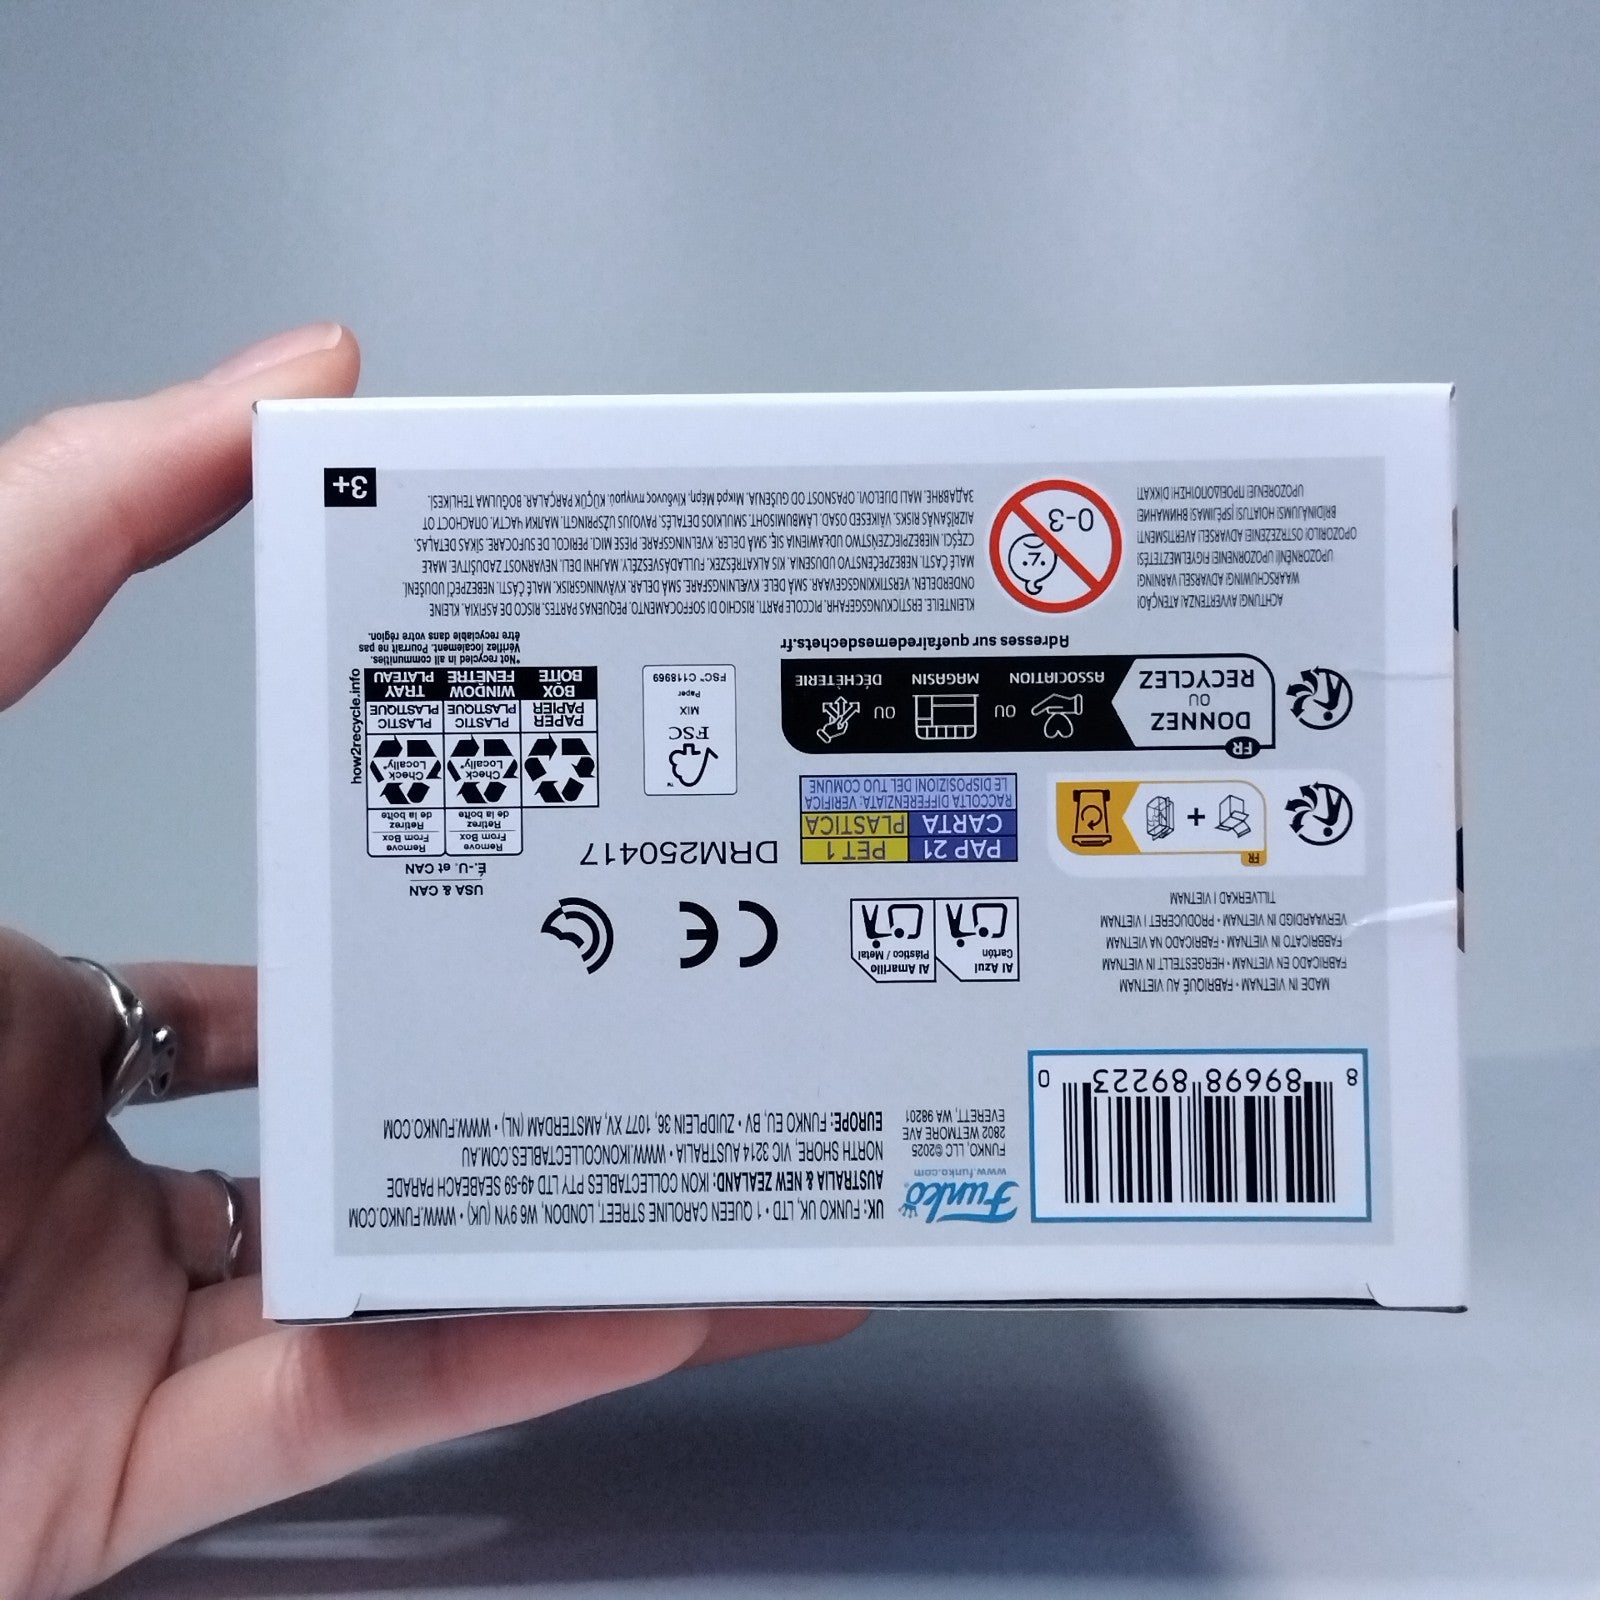 UK: FUNKO UK, LTD • 1 QUEEN CAROLINE STREET, LONDON, W6 9YN (UK) • WWW.FUNKO.COM
AUSTRALIA & NEW ZEALAND: IKON COLLECTABLES PTY LTD 49-59 SEABEACH PARADE
NORTH SHORE, VIC 3214 AUSTRALIA • WWW.IKONCOLLECTABLES.COM.AU
EUROPE: FUNKO EU, BV • ZUIDPLEIN 36, 1077 XV, AMSTERDAM (NL) • WWW.FUNKO.COM
Funko
www.funko.com
FUNKO, LLC ©2025
2802 WETMORE AVE
EVERETT, WA 98201
8 89698 89223 0
MADE IN VIETNAM • FABRIQUÉ AU VIETNAM
FABRICADO EN VIETNAM • HERGESTELLT IN VIETNAM
FABBRICATO IN VIETNAM • FABRICADO NA VIETNAM
VERVAARDIGD IN VIETNAM • PRODUCERET I VIETNAM
TILLVERKAD I VIETNAM
Al Azul
Cartón
Al Amarillo
Plástico / Metal
CE
USA & CAN
É.-U. et CAN
DRM250417
PAP 21
PET 1
CARTA
PLASTICA
RACCOLTA DIFFERENZIATA: VERIFICA
LE DISPOSIZIONI DEL TUO COMUNE
FR
+
Remove
From Box
Retirez
de la boîte
Remove
From Box
Retirez
de la boîte
Check
Locally*
Check
Locally*
PAPER
PAPIER
BOX
BOÎTE
PLASTIC
PLASTIQUE
WINDOW
FENÊTRE
PLASTIC
PLASTIQUE
TRAY
PLATEAU
how2recycle.info
*Not recycled in all communities.
Vérifiez localement. Pourrait ne pas
être recyclable dans votre région.
™
FSC
MIX
Paper
FSC™ C118969
FR
DONNEZ
OU
RECYCLEZ
ASSOCIATION
OU
MAGASIN
OU
DÉCHÈTERIE
Adresses sur quefairedemesdechets.fr
ACHTUNG! AVVERTENZA! ATENÇÃO!
WAARSCHUWING! ADVARSEL! VARNING!
UPOZORNĚNÍ! UPOZORNENIE! FIGYELMEZTETÉS!
OPOZORILO! OSTRZEŻENIE! ADVARSEL! AVERTISMENT!
BRĪDINĀJUMS! HOIATUS! ĮSPĖJIMAS! ВНИМАНИЕ!
UPOZORENJE! ΠΡΟΕΙΔΟΠΟΙΗΣΗ! DIKKAT!
0-3
KLEINTEILE. ERSTICKUNGSGEFAHR. PICCOLE PARTI. RISCHIO DI SOFFOCAMENTO. PEQUENAS PARTES. RISCO DE ASFIXIA. KLEINE
ONDERDELEN. VERSTIKKINGSGEVAAR. SMÅ DELE. KVÆLNINGSFARE. SMÅ DELAR. KVÄVNINGSRISK. MALÉ ČÁSTI. NEBEZPEČÍ UDUŠENÍ.
MALÉ ČASTI. NEBEZPEČENSTVO UDUSENIA. KIS ALKATRÉSZEK. FULLADÁSVESZÉLY. MAJHNI DELI. NEVARNOST ZADUŠITVE. MAŁE
CZĘŚCI. NIEBEZPIECZEŃSTWO UDŁAWIENIA SIĘ. SMÅ DELER. KVELNINGSFARE. PIESE MICI. PERICOL DE SUFOCARE. SĪKAS DETAĻAS.
AIZRĪŠANĀS RISKS. VÄIKESED OSAD. LÄMBUMISOHT. SMULKIOS DETALĖS. PAVOJUS UŽSPRINGTI. МАЛКИ ЧАСТИ. ОПАСНОСТ ОТ
ЗАДАВЯНЕ. MALI DIJELOVI. OPASNOST OD GUŠENJA. Μικρά Μέρη. Κίνδυνος πνιγμού. KÜÇÜK PARÇALAR. BOĞULMA TEHLİKESİ.
3+